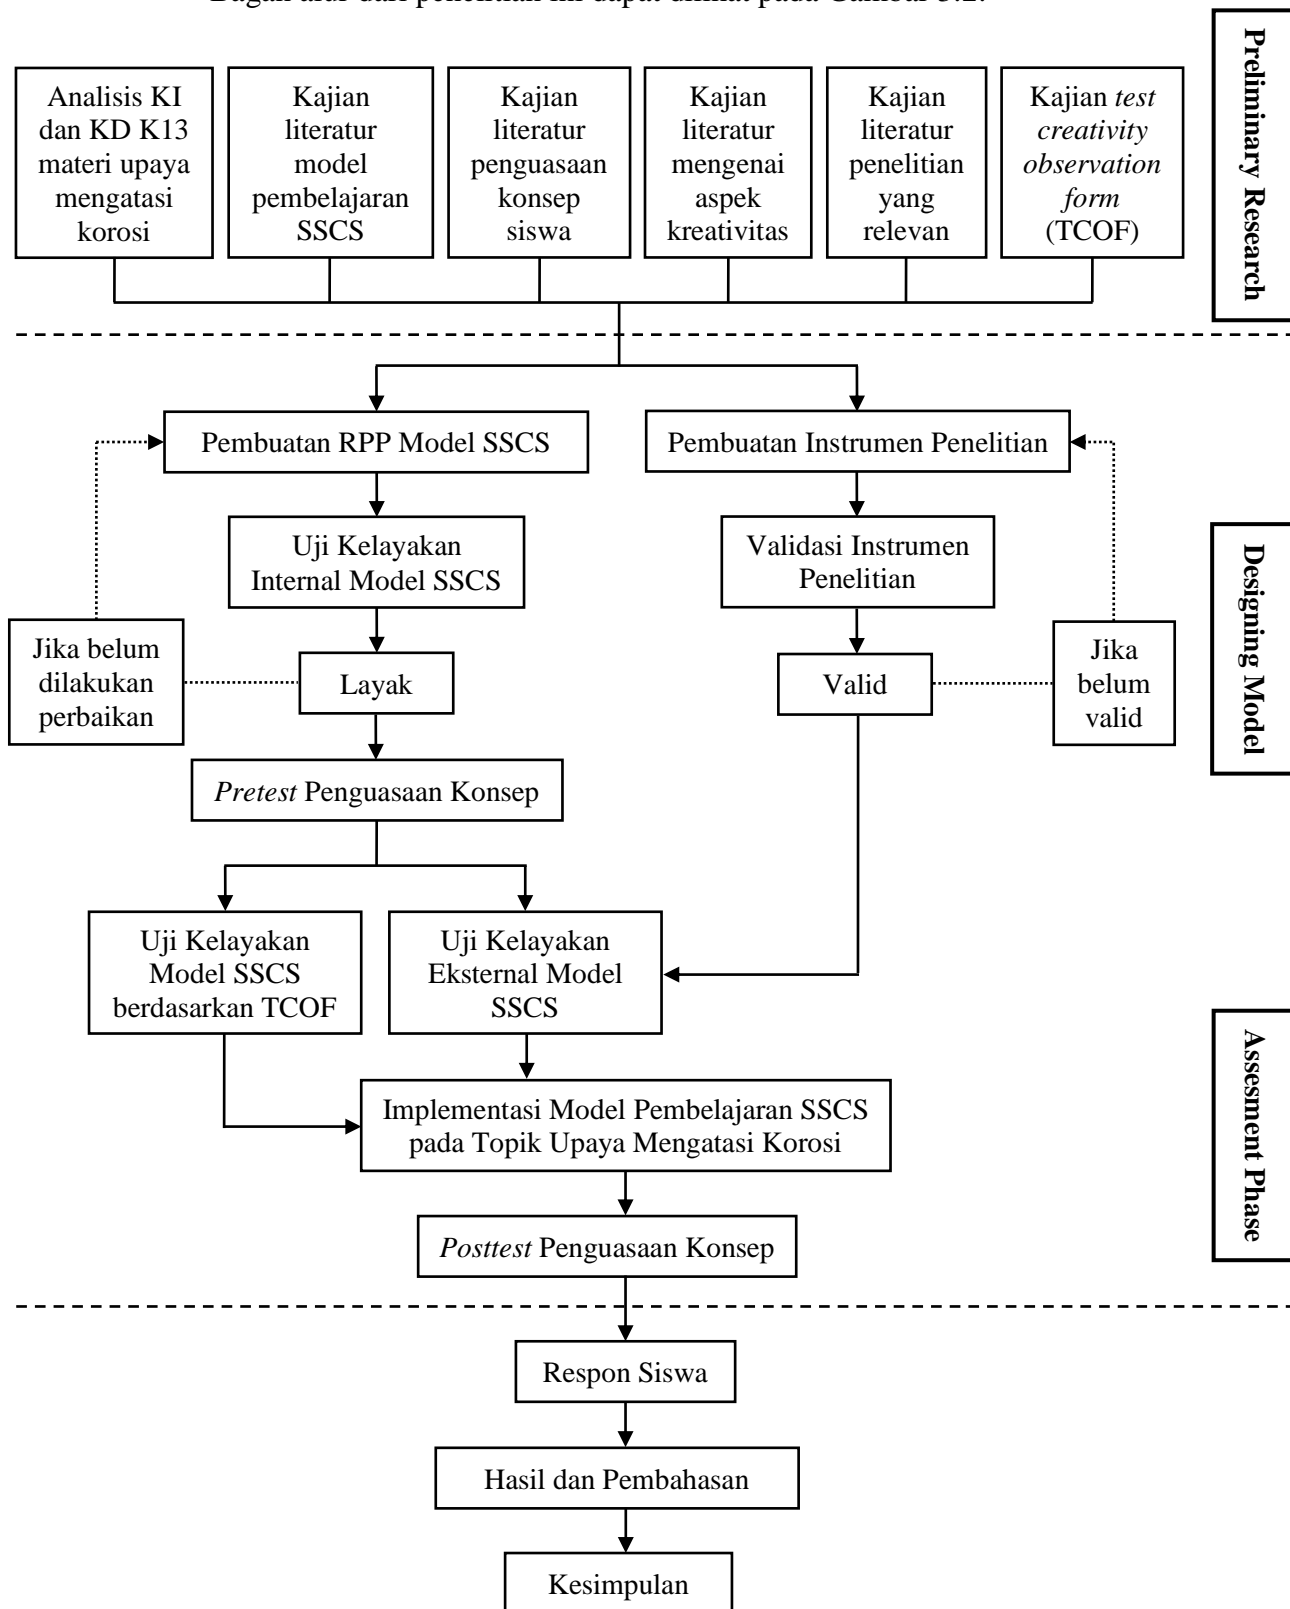 Bagan alur dari penelitian ini dapat dilihat pada Gambar 3.2.
Preliminary Research
Analisis KI
dan KD K13
materi upaya
mengatasi
korosi
Kajian
literatur
model
pembelajaran
SSCS
Kajian
literatur
penguasaan
konsep
siswa
Kajian
literatur
mengenai
aspek
kreativitas
Kajian
literatur
penelitian
yang
relevan
Kajian test
creativity
observation
form
(TCOF)
Pembuatan RPP Model SSCS
Pembuatan Instrumen Penelitian
Uji Kelayakan
Internal Model SSCS
Validasi Instrumen
Penelitian
Designing Model
Jika belum
dilakukan
perbaikan
Layak
Valid
Jika
belum
valid
Pretest Penguasaan Konsep
Uji Kelayakan
Model SSCS
berdasarkan TCOF
Uji Kelayakan
Eksternal Model
SSCS
Assesment Phase
Implementasi Model Pembelajaran SSCS
pada Topik Upaya Mengatasi Korosi
Posttest Penguasaan Konsep
Respon Siswa
Hasil dan Pembahasan
Kesimpulan